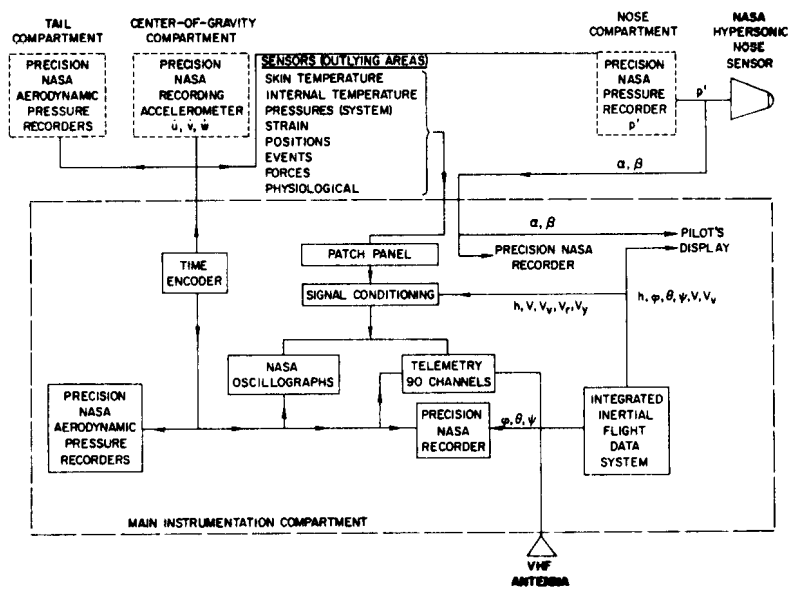 TAIL
COMPARTMENT
PRECISION
NASA
AERODYNAMIC
PRESSURE
RECORDERS
CENTER-OF-GRAVITY
COMPARTMENT
PRECISION
NASA
RECORDING
ACCELEROMETER
u̇, v̇, ẇ
SENSORS (OUTLYING AREAS)
SKIN TEMPERATURE
INTERNAL TEMPERATURE
PRESSURES (SYSTEM)
STRAIN
POSITIONS
EVENTS
FORCES
PHYSIOLOGICAL
NOSE
COMPARTMENT
PRECISION
NASA
PRESSURE
RECORDER
p'
NASA
HYPERSONIC
NOSE
SENSOR
p'
α, β
α, β
PILOT'S
DISPLAY
PRECISION NASA
RECORDER
TIME
ENCODER
PATCH PANEL
SIGNAL CONDITIONING
h, V, Vᵥ, Vᵣ, Vᵧ
h, φ, θ, ψ, V, Vᵥ
NASA
OSCILLOGRAPHS
TELEMETRY
90 CHANNELS
PRECISION
NASA
AERODYNAMIC
PRESSURE
RECORDERS
PRECISION
NASA
RECORDER
φ, θ, ψ
INTEGRATED
INERTIAL
FLIGHT
DATA
SYSTEM
MAIN INSTRUMENTATION COMPARTMENT
VHF
ANTENNA